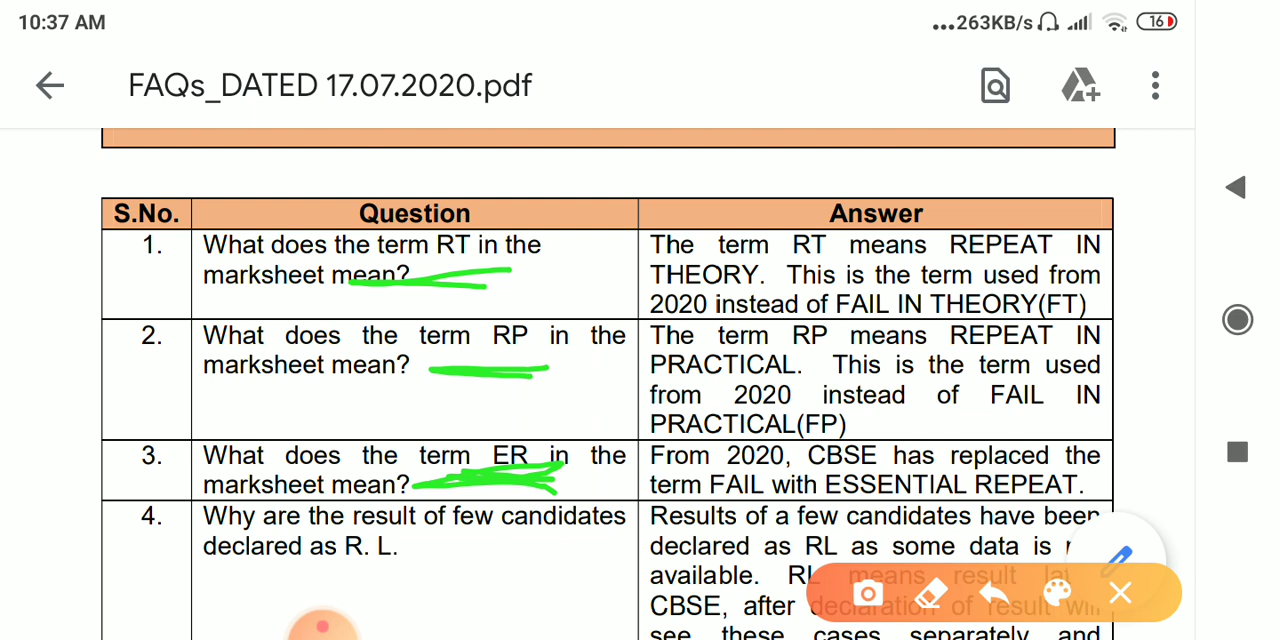 10:37 AM
...263KB/s
16
FAQs_DATED 17.07.2020.pdf
S.No. Question Answer
1. What does the term RT in the marksheet mean?
The term RT means REPEAT IN
THEORY. This is the term used from
2020 instead of FAIL IN THEORY(FT)
2. What does the term RP in the
marksheet mean?
The term RP means REPEAT IN
PRACTICAL. This is the term used
from 2020 instead of FAIL IN
PRACTICAL(FP)
3. What does the term ER in the
marksheet mean?
From 2020, CBSE has replaced the
term FAIL with ESSENTIAL REPEAT.
4. Why are the result of few candidates
declared as R. L.
Results of a few candidates have been
declared as RL as some data is
available. RL means result
CBSE, after declaration of result will
see these cases separately and